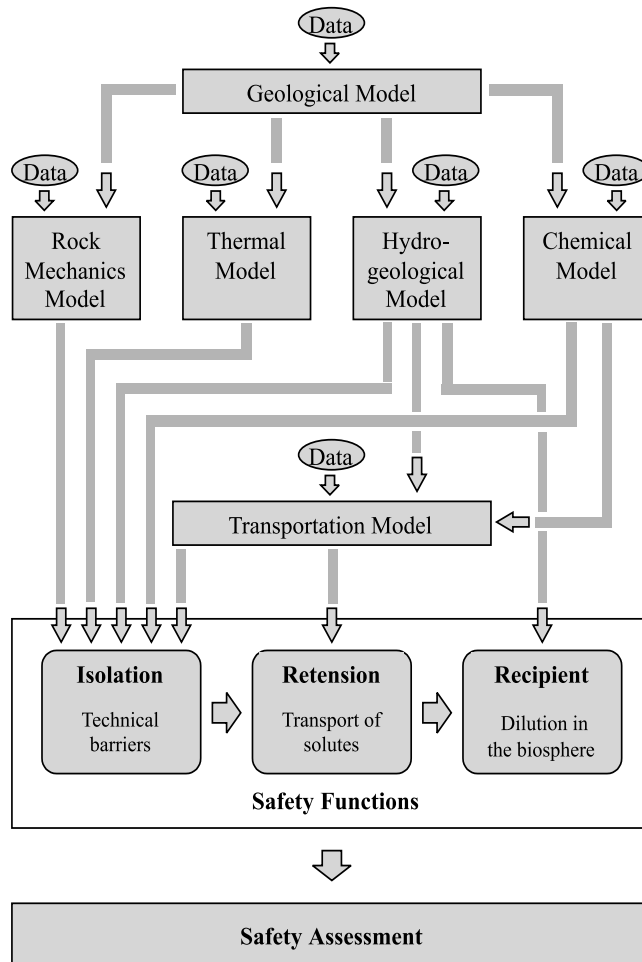 Data
Geological Model
Data
Data
Data
Data
Rock
Mechanics
Model
Thermal
Model
Hydro-
geological
Model
Chemical
Model
Data
Transportation Model
Isolation
Technical
barriers
Retension
Transport of
solutes
Recipient
Dilution in
the biosphere
Safety Functions
Safety Assessment